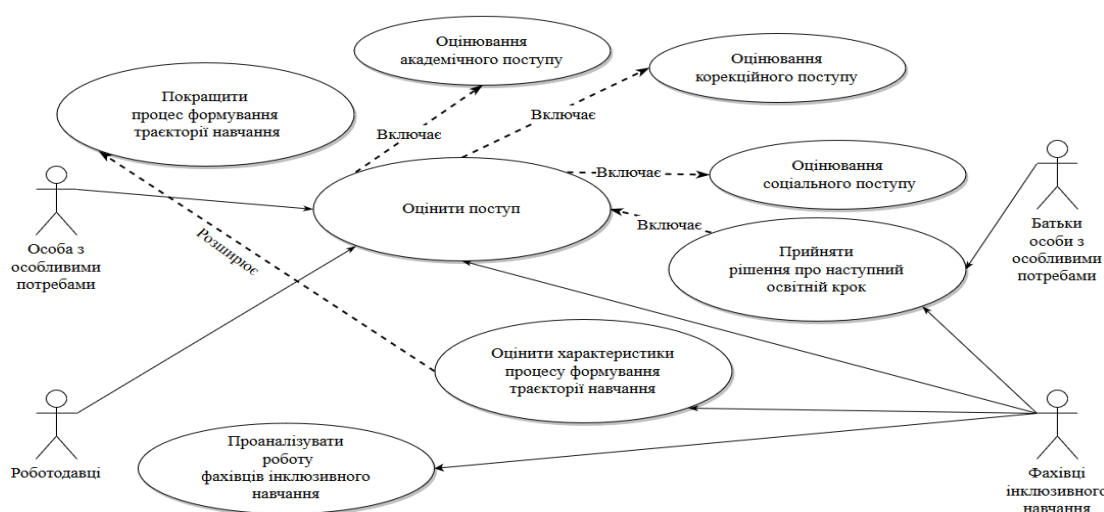 Оцінювання
академічного поступу
Оцінювання
корекційного поступу
Покращити
процес формування
траєкторії навчання
Включає
Включає
Оцінювання
соціального поступу
Включає
Оцінити поступ
Включає
Особа з
особливими
потребами
Розширює
Прийняти
рішення про наступний
освітній крок
Батьки
особи з
особливими
потребами
Оцінити характеристики
процесу формування
траєкторії навчання
Роботодавці
Проаналізувати
роботу
фахівців інклюзивного
навчання
Фахівці
інклюзивного
навчання